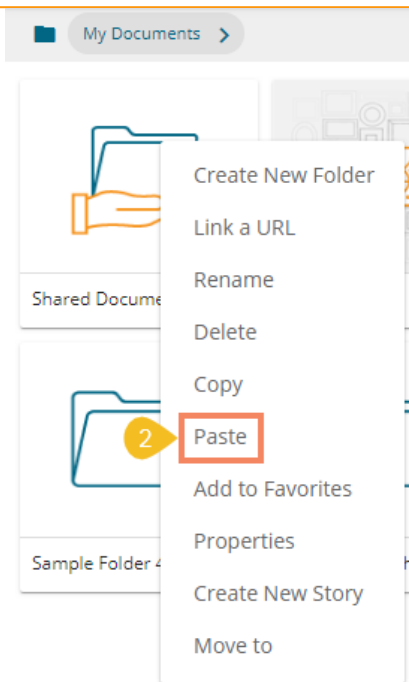 My Documents
Create New Folder
Link a URL
Rename
Shared Docume
Delete
Copy
2
Paste
Add to Favorites
Properties
Sample Folder 4
Create New Story
Move to